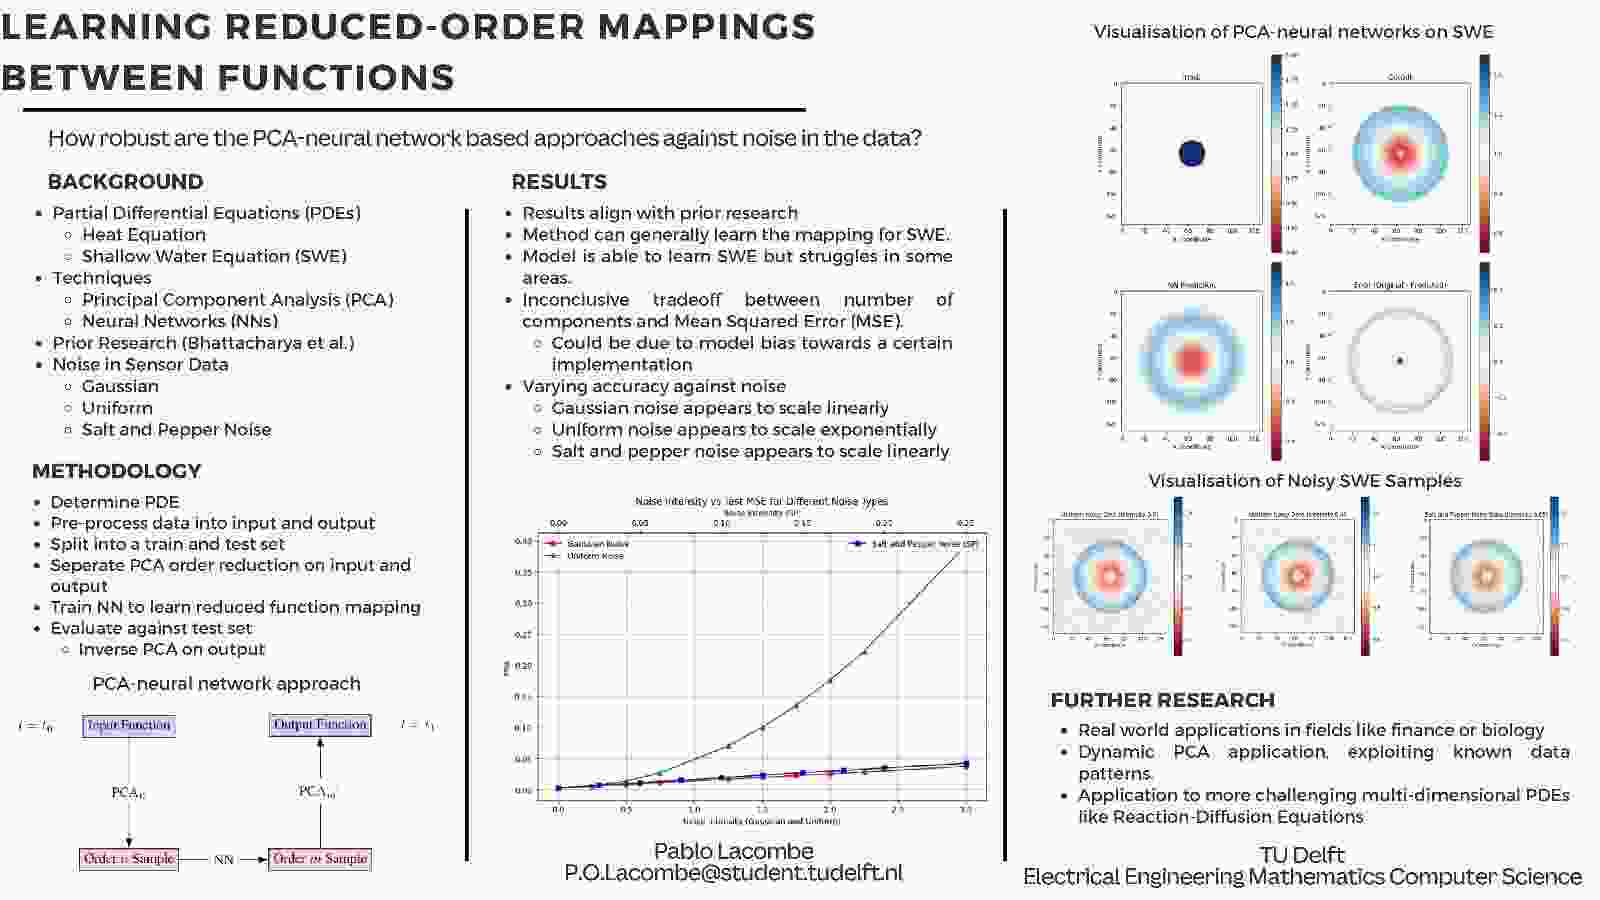 LEARNING REDUCED-ORDER MAPPINGS
BETWEEN FUNCTIONS
How robust are the PCA-neural network based approaches against noise in the data?
BACKGROUND
• Partial Differential Equations (PDEs)
○ Heat Equation
○ Shallow Water Equation (SWE)
• Techniques
○ Principal Component Analysis (PCA)
○ Neural Networks (NNs)
• Prior Research (Bhattacharya et al.)
• Noise in Sensor Data
○ Gaussian
○ Uniform
○ Salt and Pepper Noise
METHODOLOGY
• Determine PDE
• Pre-process data into input and output
• Split into a train and test set
• Seperate PCA order reduction on input and
output
• Train NN to learn reduced function mapping
• Evaluate against test set
○ Inverse PCA on output
PCA-neural network approach
Input Function
Output Function
Order n Sample
NN
Order m Sample
RESULTS
• Results align with prior research
• Method can generally learn the mapping for SWE.
• Model is able to learn SWE but struggles in some
areas.
• Inconclusive tradeoff between number of
components and Mean Squared Error (MSE).
○ Could be due to model bias towards a certain
implementation
• Varying accuracy against noise
○ Gaussian noise appears to scale linearly
○ Uniform noise appears to scale exponentially
○ Salt and pepper noise appears to scale linearly
Noise Intensity vs Test MSE for Different Noise Types
Noise Intensity (SP)
Gaussian Noise
Uniform Noise
Salt and Pepper Noise (SP)
Noise Intensity (Gaussian and Uniform)
Pablo Lacombe
P.O.Lacombe@student.tudelft.nl
Visualisation of PCA-neural networks on SWE
NN Prediction
Error (Original - Predicted)
Visualisation of Noisy SWE Samples
FURTHER RESEARCH
• Real world applications in fields like finance or biology
• Dynamic PCA application, exploiting known data
patterns.
• Application to more challenging multi-dimensional PDEs
like Reaction-Diffusion Equations
TU Delft
Electrical Engineering Mathematics Computer Science